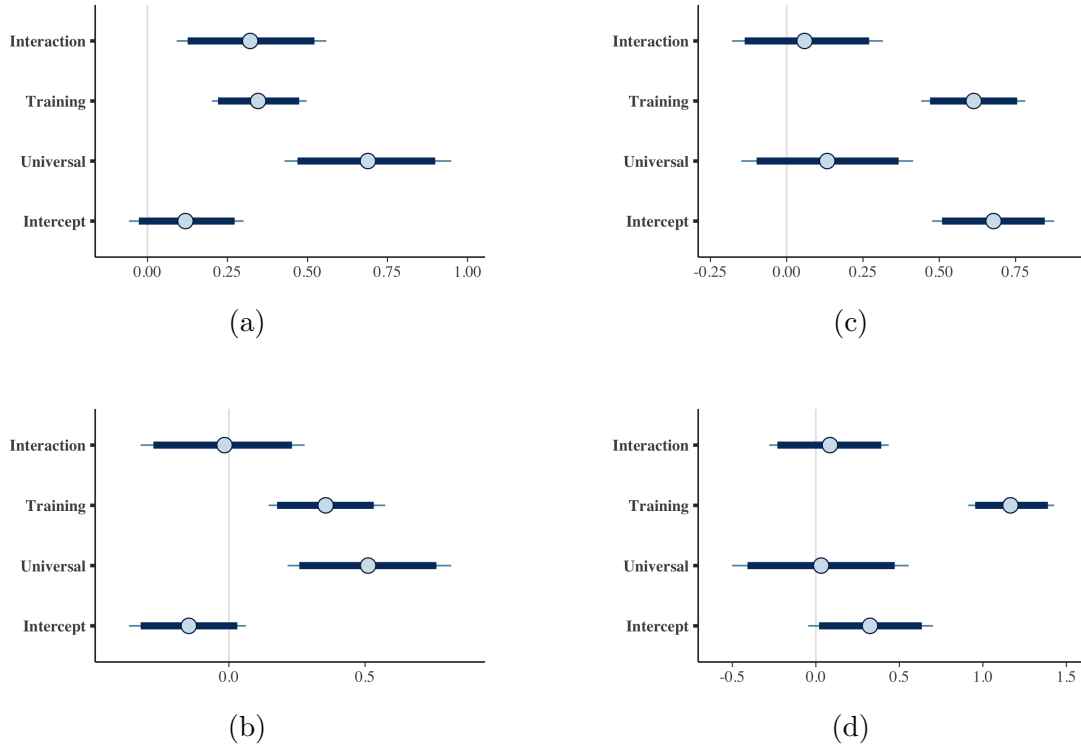 Interaction
Training
Universal
Intercept
0.00 0.25 0.50 0.75 1.00
(a)
Interaction
Training
Universal
Intercept
-0.25 0.00 0.25 0.50 0.75
(c)
Interaction
Training
Universal
Intercept
0.0 0.5
(b)
Interaction
Training
Universal
Intercept
-0.5 0.0 0.5 1.0 1.5
(d)